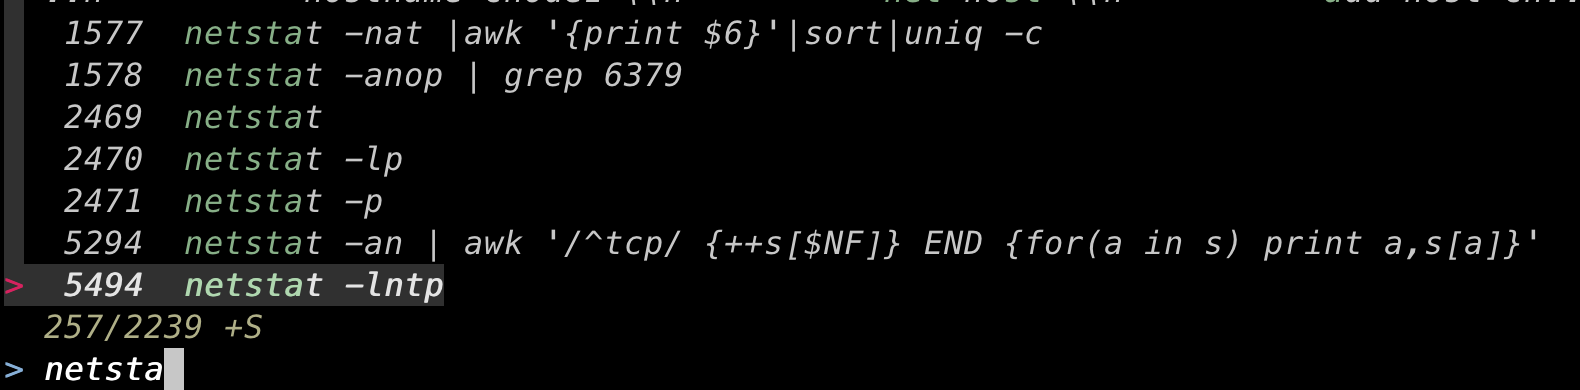 1577 netstat -nat |awk '{print $6}'|sort|uniq -c
1578 netstat -anop | grep 6379
2469 netstat
2470 netstat -lp
2471 netstat -p
5294 netstat -an | awk '/^tcp/ {++s[$NF]} END {for(a in s) print a,s[a]}'
> 5494 netstat -lntp
257/2239 +S
> netsta